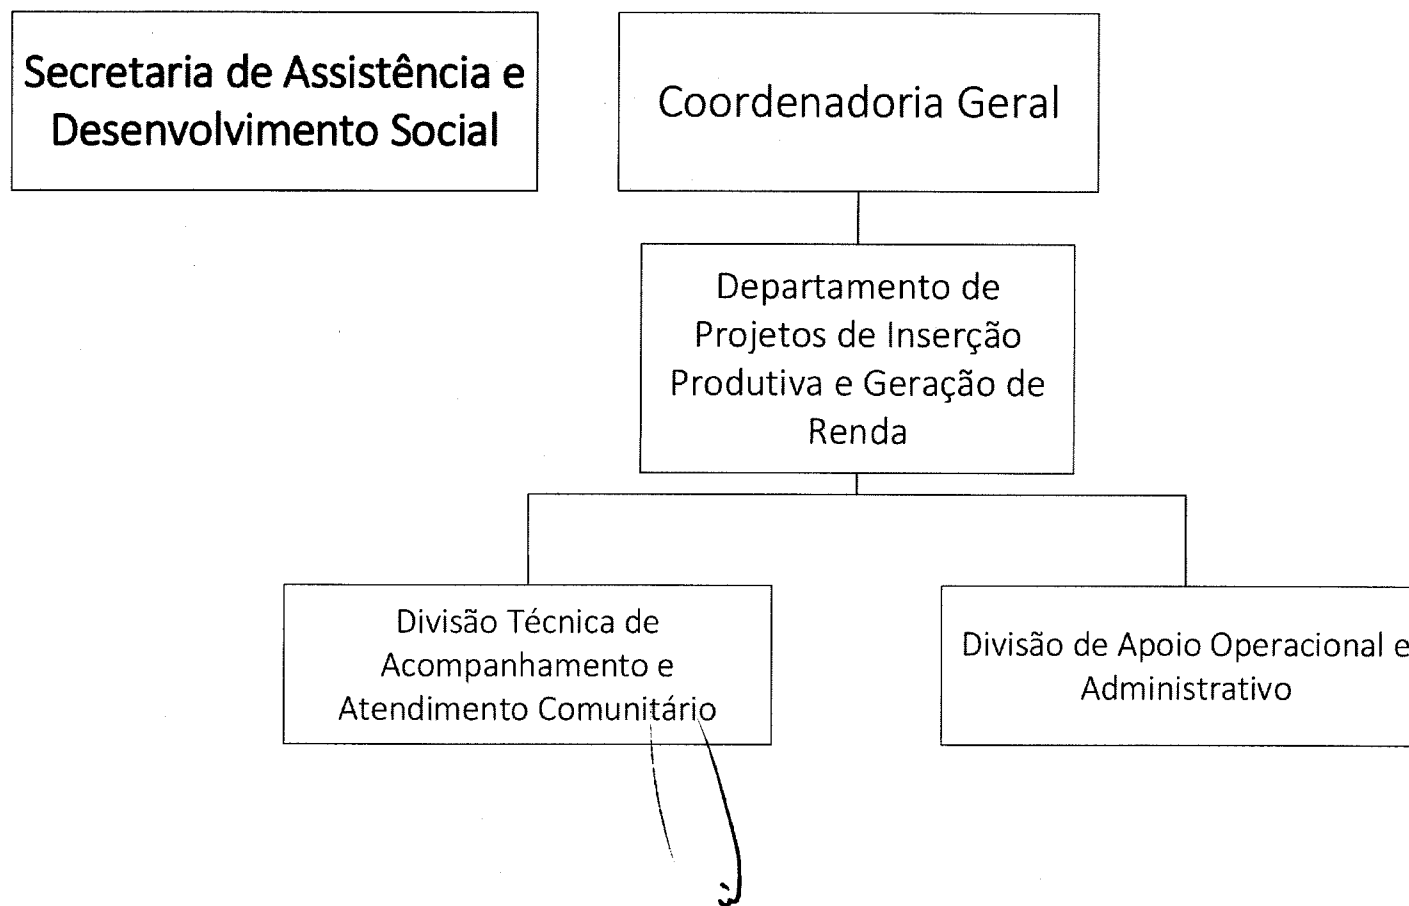 Secretaria de Assistência e
Desenvolvimento Social
Coordenadoria Geral
Departamento de
Projetos de Inserção
Produtiva e Geração de
Renda
Divisão Técnica de
Acompanhamento e
Atendimento Comunitário
Divisão de Apoio Operacional e
Administrativo